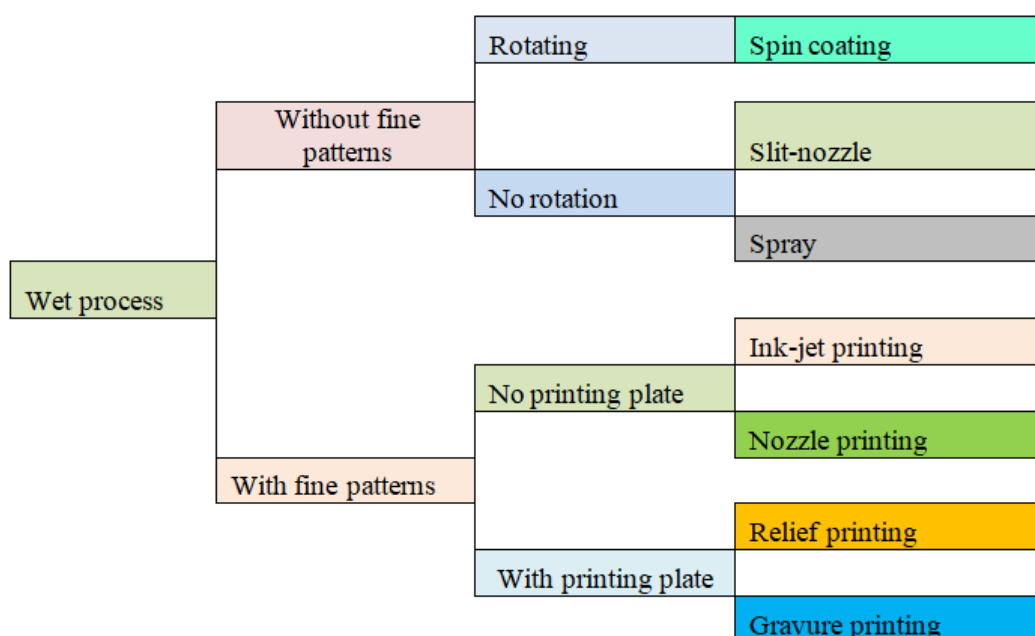 Rotating
Spin coating
Without fine
patterns
Slit-nozzle
No rotation
Spray
Wet process
Ink-jet printing
No printing plate
Nozzle printing
With fine patterns
Relief printing
With printing plate
Gravure printing